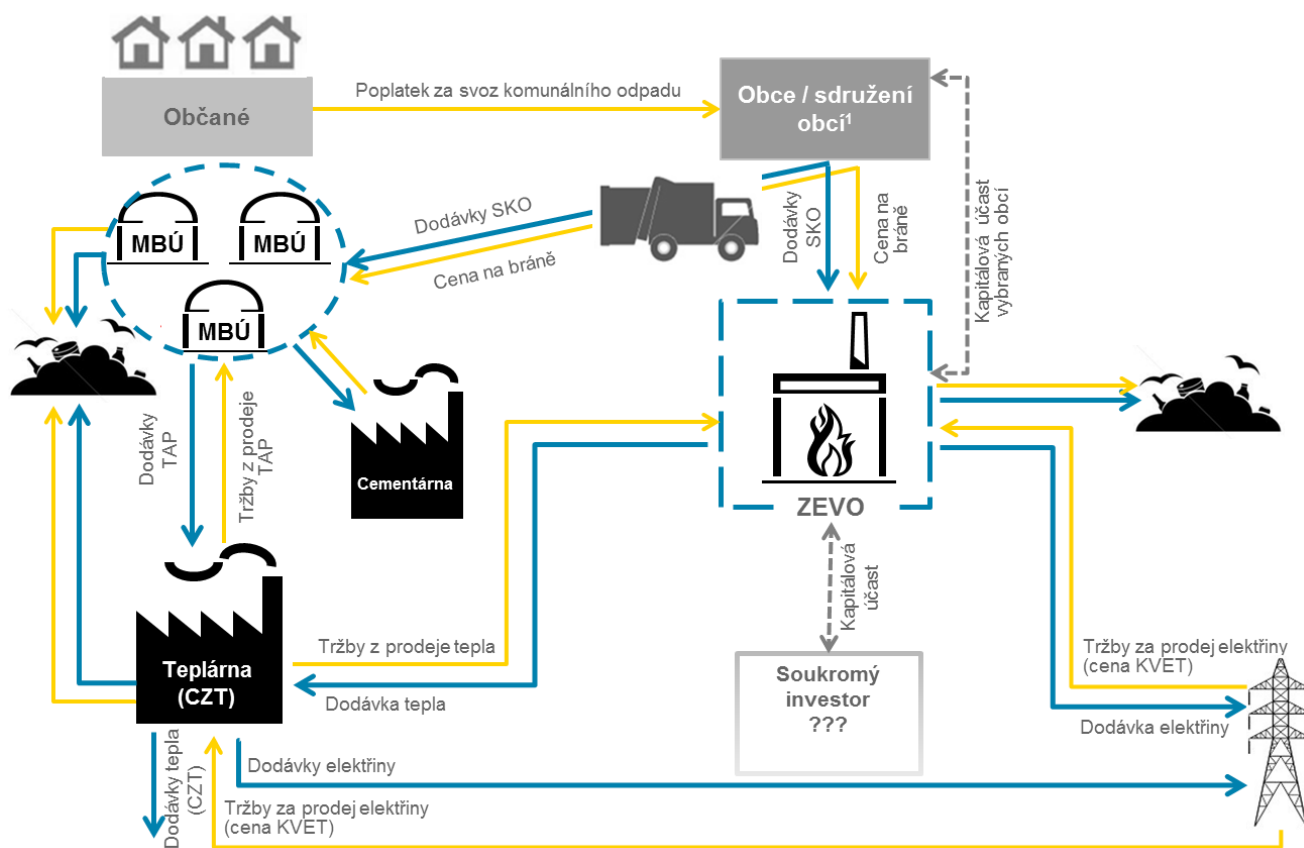 Občané
Poplatek za svoz komunálního odpadu
Obce / sdružení
obcí¹
Kapitálová účast
vybraných obcí
MBÚ
MBÚ
MBÚ
Dodávky SKO
Cena na bráně
Dodávky
SKO
Cena na
bráně
Dodávky
TAP
Tržby z prodeje
TAP
Cementárna
ZEVO
Kapitálová
účast
Teplárna
(CZT)
Tržby z prodeje tepla
Dodávka tepla
Soukromý
investor
???
Tržby za prodej elektřiny
(cena KVET)
Dodávka elektřiny
Dodávky tepla
(CZT)
Dodávky elektřiny
Tržby za prodej elektřiny
(cena KVET)